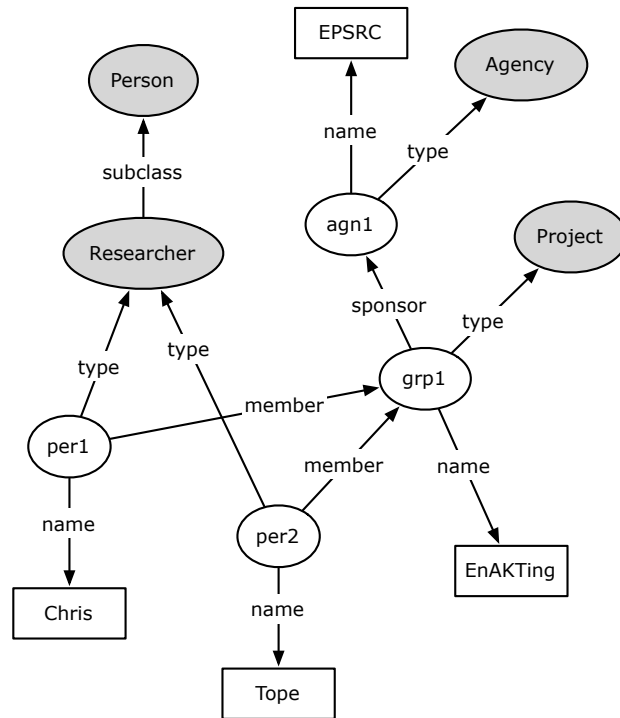 EPSRC
Agency
Person
name
type
subclass
agn1
Project
Researcher
sponsor
type
type
type
grp1
member
per1
member
name
name
per2
EnAKTing
Chris
name
Tope